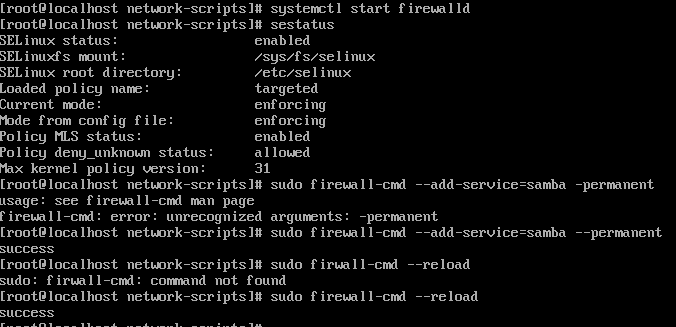 [root@localhost network-scripts]# systemctl start firewalld
[root@localhost network-scripts]# sestatus
SELinux status:                 enabled
SELinuxfs mount:                /sys/fs/selinux
SELinux root directory:         /etc/selinux
Loaded policy name:             targeted
Current mode:                   enforcing
Mode from config file:          enforcing
Policy MLS status:              enabled
Policy deny_unknown status:     allowed
Max kernel policy version:      31
[root@localhost network-scripts]# sudo firewall-cmd --add-service=samba -permanent
usage: see firewall-cmd man page
firewall-cmd: error: unrecognized arguments: -permanent
[root@localhost network-scripts]# sudo firewall-cmd --add-service=samba --permanent
success
[root@localhost network-scripts]# sudo firwall-cmd --reload
sudo: firwall-cmd: command not found
[root@localhost network-scripts]# sudo firewall-cmd --reload
success